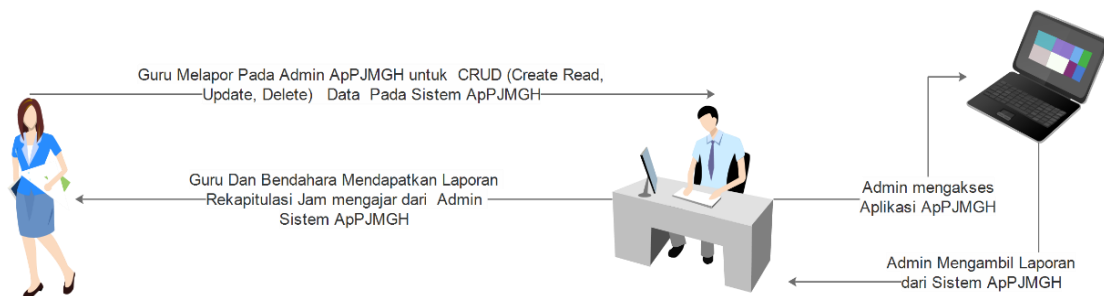 Guru Melapor Pada Admin ApPJMGH untuk CRUD (Create Read,
Update, Delete) Data Pada Sistem ApPJMGH
Guru Dan Bendahara Mendapatkan Laporan
Rekapitulasi Jam mengajar dari Admin
Sistem ApPJMGH
Admin mengakses
Aplikasi ApPJMGH
Admin Mengambil Laporan
dari Sistem ApPJMGH